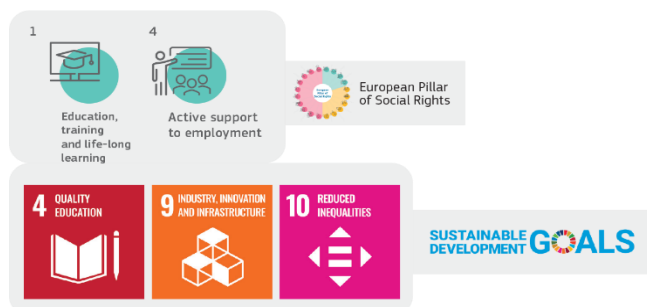 1
Education,
training
and life-long
learning
4
Active support
to employment
European Pillar
of Social Rights
4 QUALITY
EDUCATION
9 INDUSTRY, INNOVATION
AND INFRASTRUCTURE
10 REDUCED
INEQUALITIES
SUSTAINABLE
DEVELOPMENT GOALS